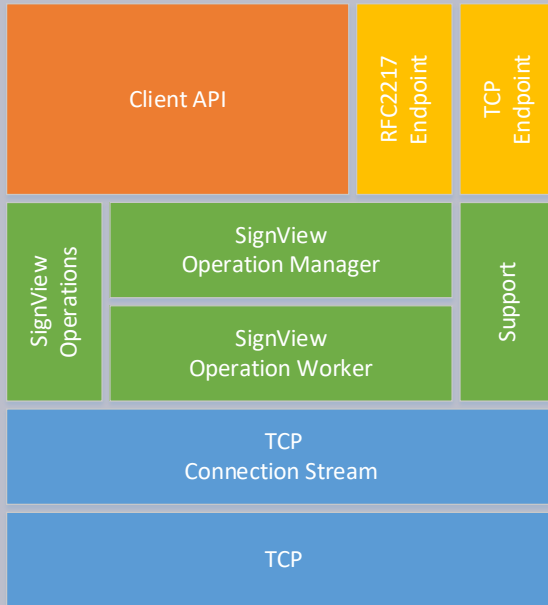 Client API
RFC2217
Endpoint
TCP
Endpoint
SignView
Operations
SignView
Operation Manager
SignView
Operation Worker
Support
TCP
Connection Stream
TCP